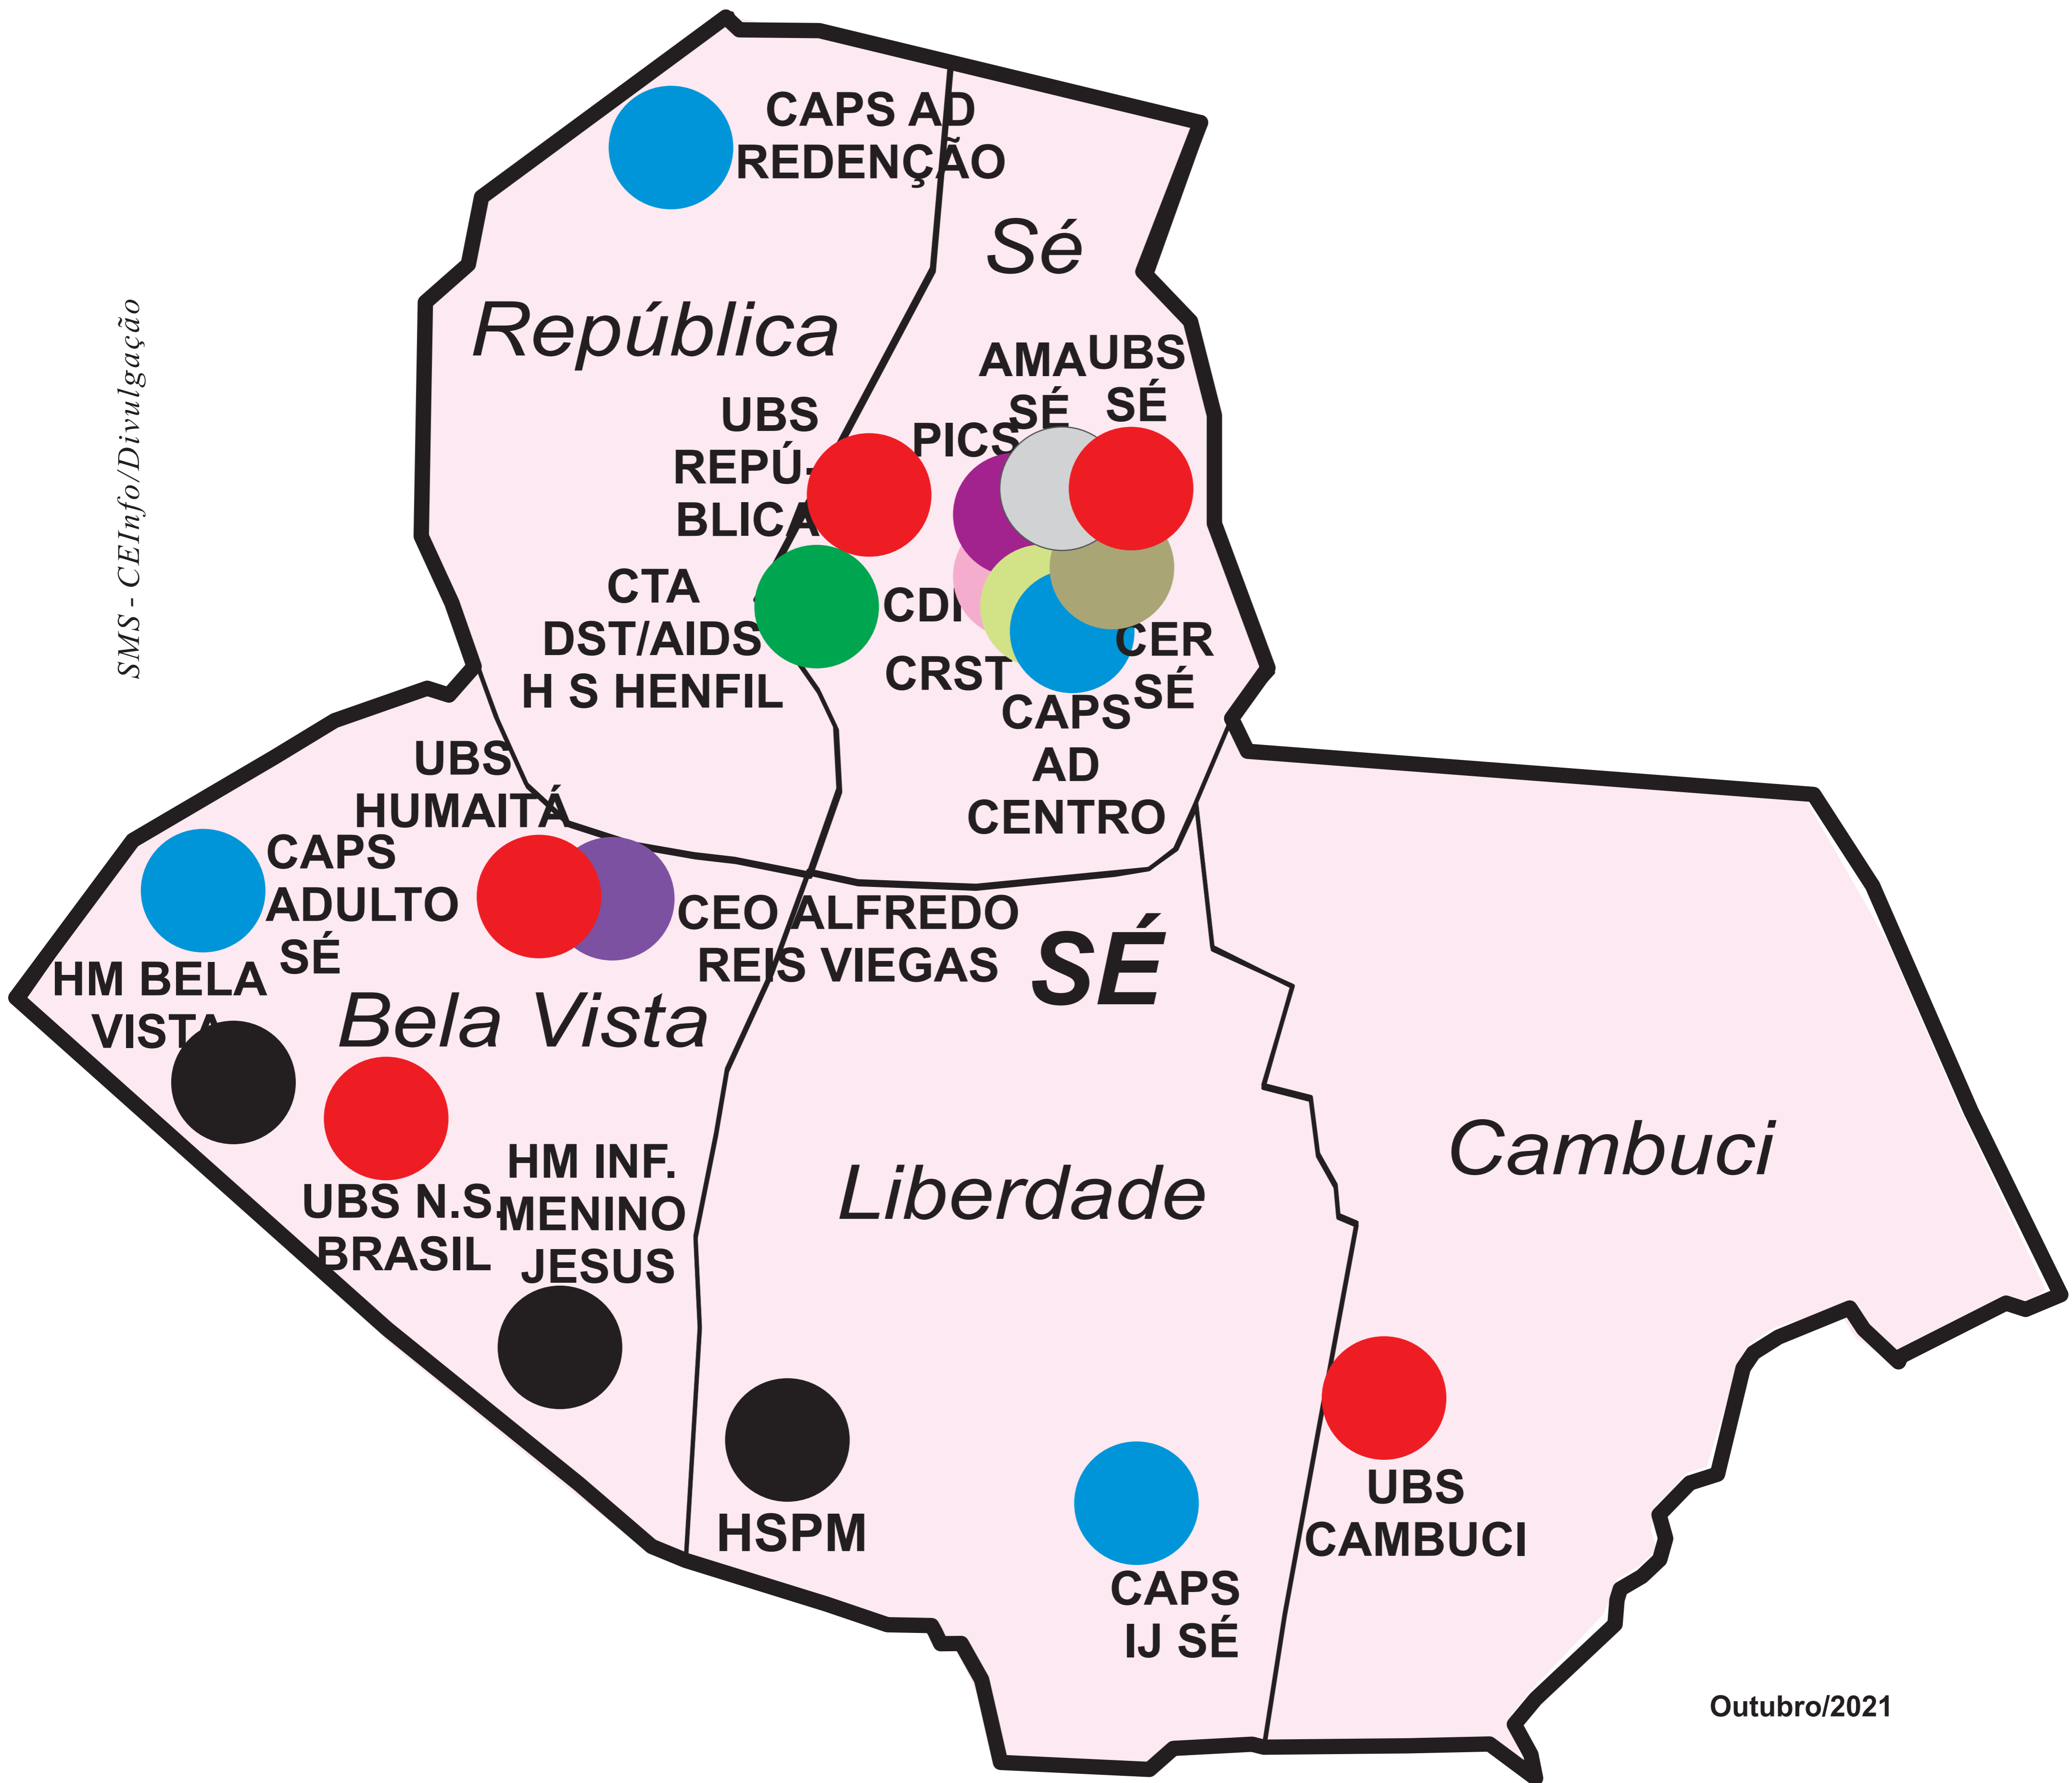 CAPS AD
REDENÇÃO
Sé
República
SMS - CEInfo/Divulgação
AMA
SÉ
UBS
SÉ
PICS
UBS
REPÚ-
BLICA
CTA
DST/AIDS
H S HENFIL
CDI
CRST
CER
SÉ
CAPS
AD
CENTRO
UBS
HUMAITÁ
CAPS
ADULTO
SÉ
CEO ALFREDO
REIS VIEGAS
SÉ
HM BELA
VISTA
Bela Vista
UBS N.S.
BRASIL
HM INF.
MENINO
JESUS
Liberdade
Cambuci
HSPM
CAPS
IJ SÉ
UBS
CAMBUCI
Outubro/2021